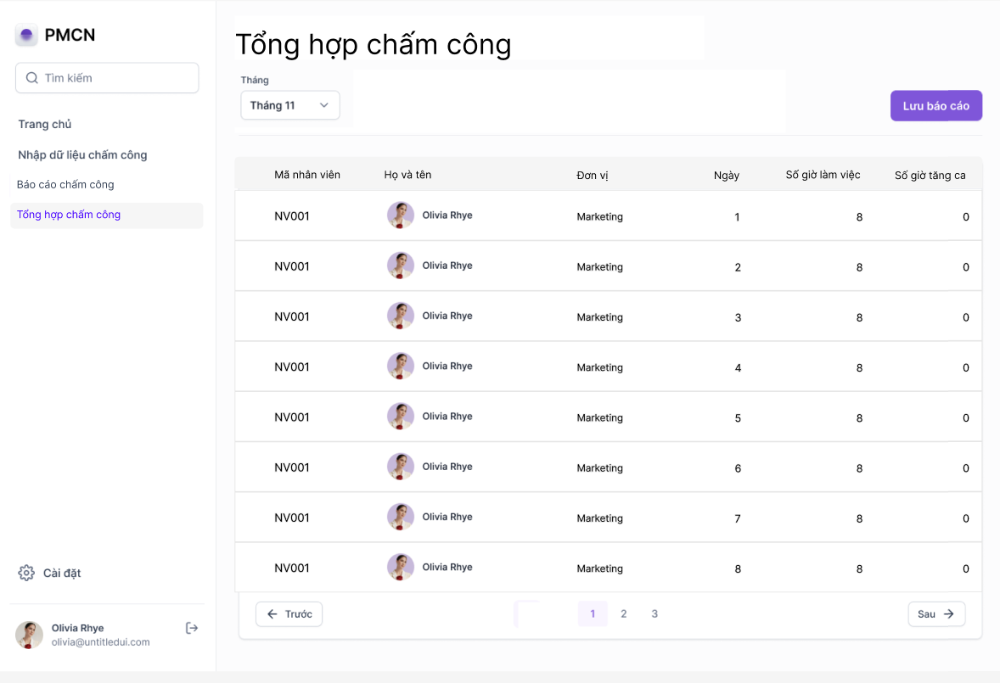 PMCN
Tìm kiếm
Trang chủ
Nhập dữ liệu chấm công
Báo cáo chấm công
Tổng hợp chấm công
Cài đặt
Olivia Rhye
olivia@untitledui.com
Tổng hợp chấm công
Tháng
Tháng 11
Lưu báo cáo
Mã nhân viên Họ và tên Đơn vị Ngày Số giờ làm việc Số giờ tăng ca
NV001 Olivia Rhye Marketing 1 8 0
NV001 Olivia Rhye Marketing 2 8 0
NV001 Olivia Rhye Marketing 3 8 0
NV001 Olivia Rhye Marketing 4 8 0
NV001 Olivia Rhye Marketing 5 8 0
NV001 Olivia Rhye Marketing 6 8 0
NV001 Olivia Rhye Marketing 7 8 0
NV001 Olivia Rhye Marketing 8 8 0
Trước 1 2 3 Sau